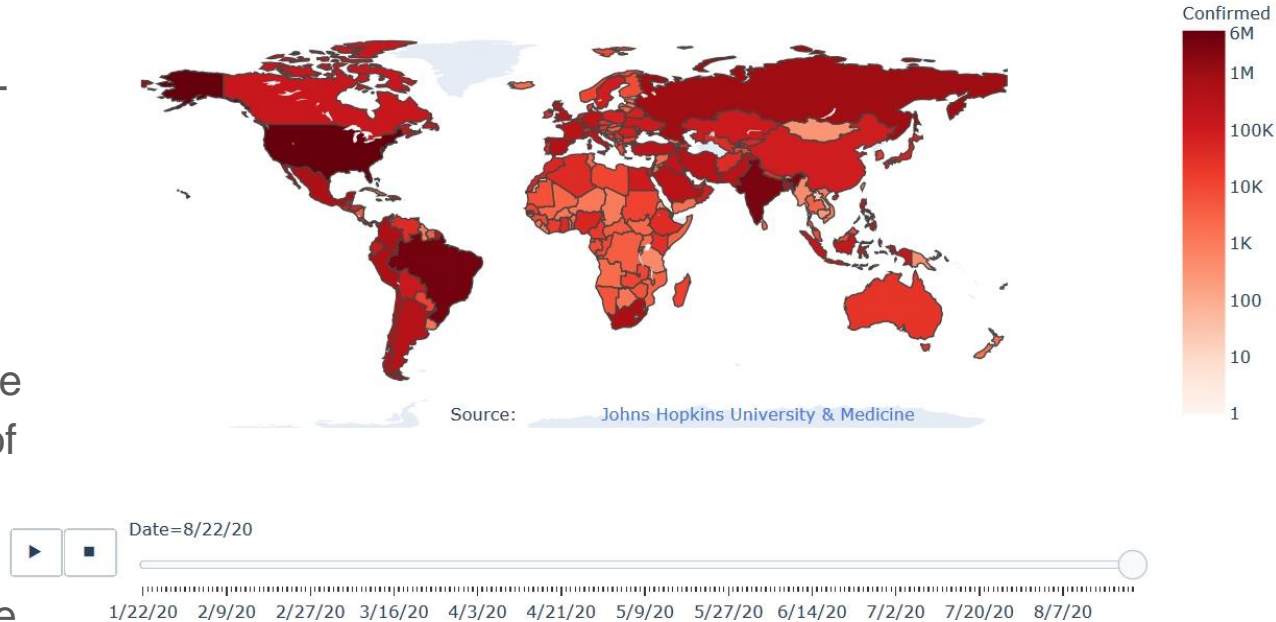 Confirmed
6M
1M
100K
10K
1K
100
10
1
e
of
Source: Johns Hopkins University & Medicine
Date=8/22/20
e
1/22/20 2/9/20 2/27/20 3/16/20 4/3/20 4/21/20 5/9/20 5/27/20 6/14/20 7/2/20 7/20/20 8/7/20